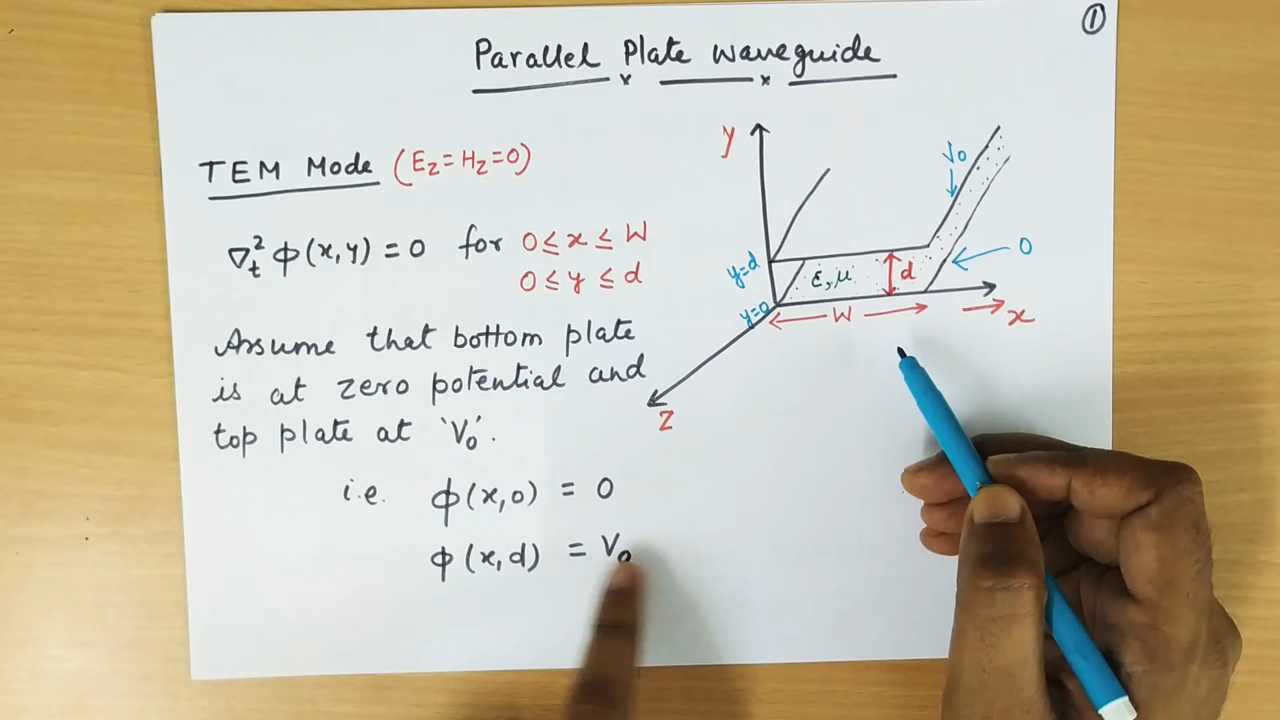 ①
Parallel Plate Waveguide
TEM Mode (Ez=Hz=0)
∇t² ϕ(x,y) = 0 for 0≤x≤W
0≤y≤d
Assume that bottom plate
is at zero potential and
top plate at 'V₀'.
i.e. ϕ(x,0) = 0
ϕ(x,d) = V₀
y
V₀
0
y=d
ε,μ
d
y=0
W
x
z